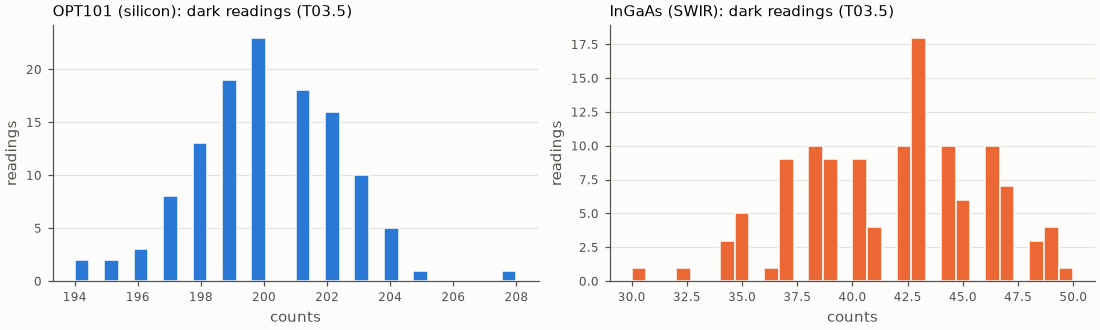 OPT101 (silicon): dark readings (T03.5)
readings
20
15
10
5
0
194 196 198 200 202 204 206 208
counts
InGaAs (SWIR): dark readings (T03.5)
readings
17.5
15.0
12.5
10.0
7.5
5.0
2.5
0.0
30.0 32.5 35.0 37.5 40.0 42.5 45.0 47.5 50.0
counts